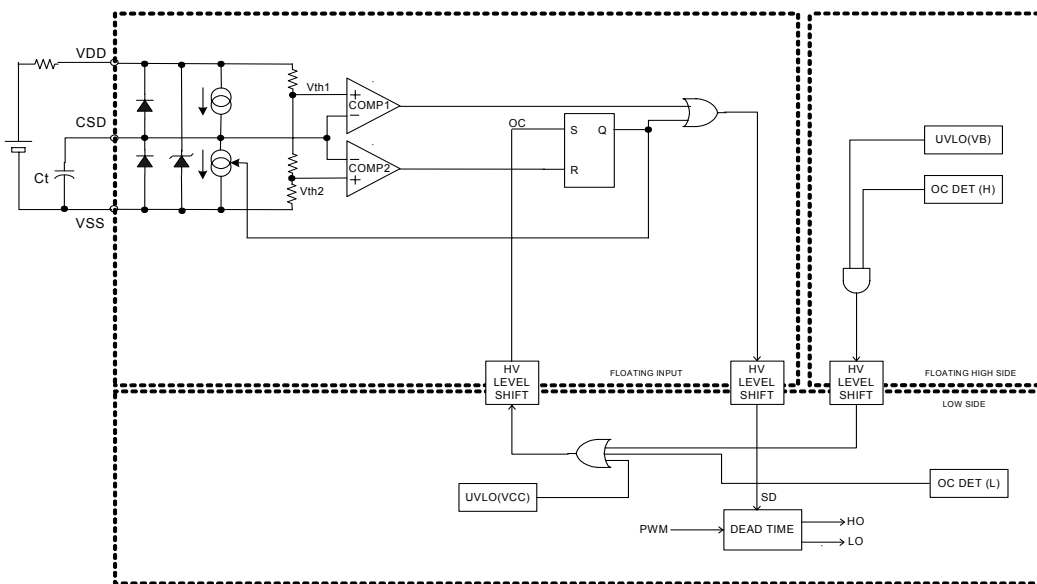 VDD
Vth1
COMP1
CSD
OC
S
Q
UVLO(VB)
COMP2
R
Ct
Vth2
OC DET (H)
VSS
HV
LEVEL
SHIFT
FLOATING INPUT
HV
LEVEL
SHIFT
HV
LEVEL
SHIFT
FLOATING HIGH SIDE
LOW SIDE
UVLO(VCC)
OC DET (L)
SD
PWM
DEAD TIME
HO
LO